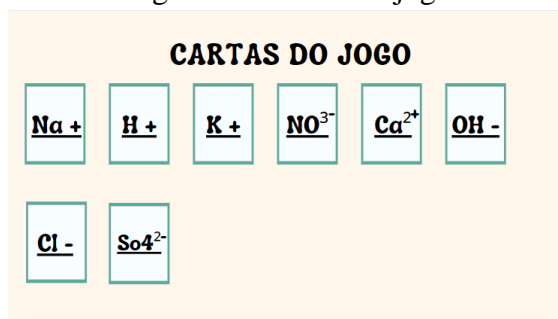 CARTAS DO JOGO
Na + H + K + NO³⁻ Ca²⁺ OH -
Cl - So4²⁻